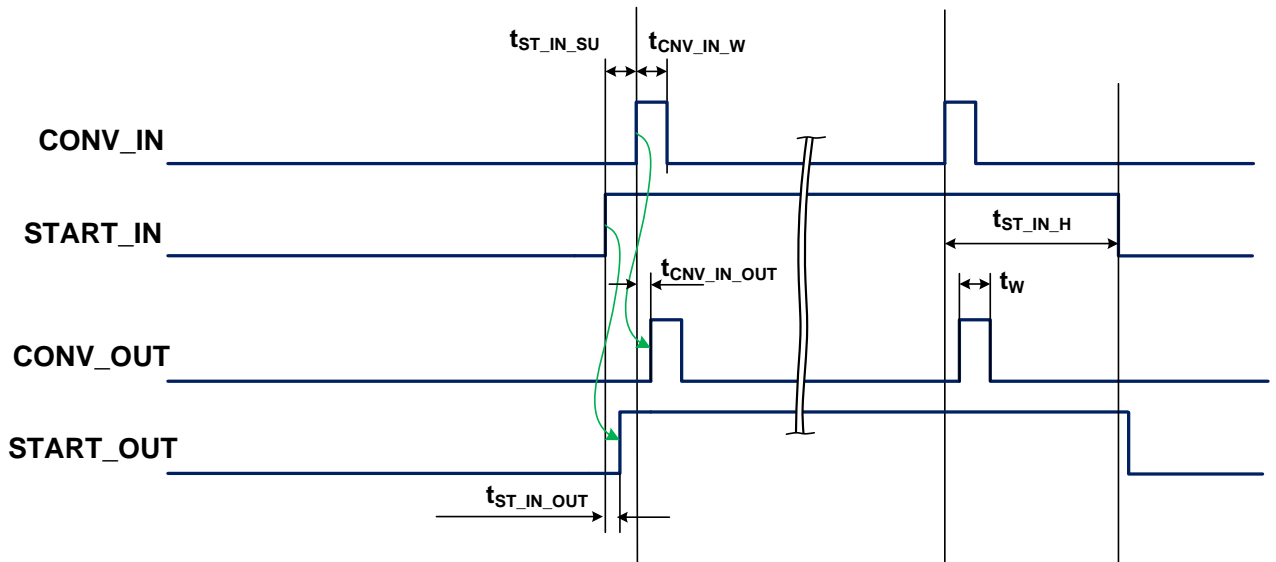 tST_IN_SU
tCNV_IN_W
CONV_IN
START_IN
tST_IN_H
tCNV_IN_OUT
tW
CONV_OUT
START_OUT
tST_IN_OUT